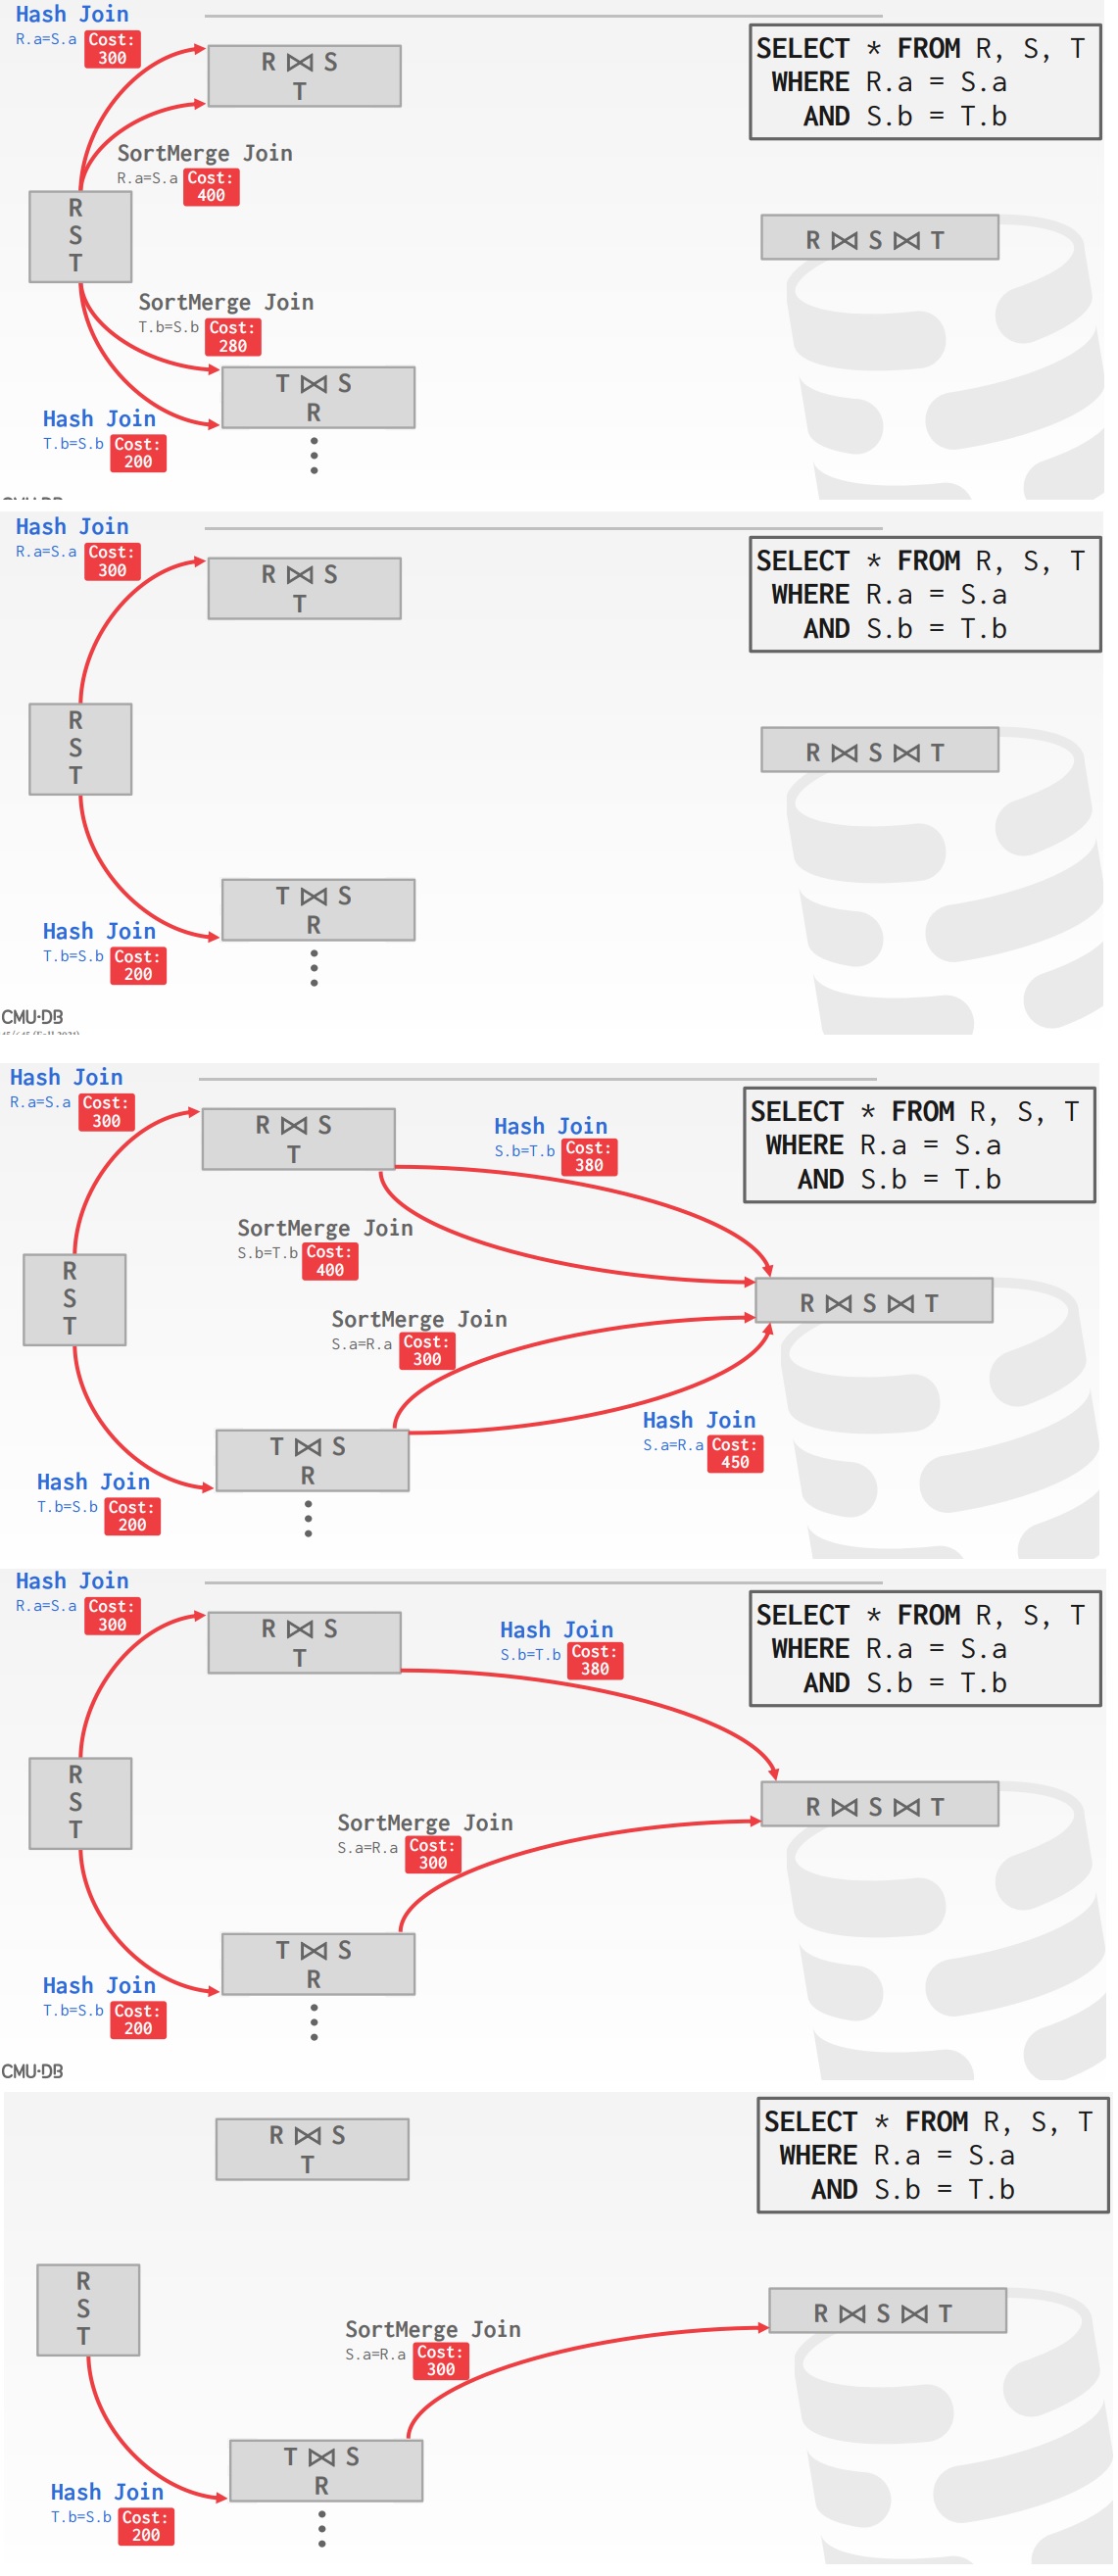 Hash Join
R.a=S.a Cost:
300
R ⋈ S
T
SELECT * FROM R, S, T
WHERE R.a = S.a
AND S.b = T.b
SortMerge Join
R.a=S.a Cost:
400
R
S
T
R ⋈ S ⋈ T
SortMerge Join
T.b=S.b Cost:
280
T ⋈ S
R
Hash Join
T.b=S.b Cost:
200
Hash Join
R.a=S.a Cost:
300
R ⋈ S
T
SELECT * FROM R, S, T
WHERE R.a = S.a
AND S.b = T.b
R
S
T
R ⋈ S ⋈ T
T ⋈ S
R
Hash Join
T.b=S.b Cost:
200
CMU·DB
Hash Join
R.a=S.a Cost:
300
R ⋈ S
T
Hash Join
S.b=T.b Cost:
380
SELECT * FROM R, S, T
WHERE R.a = S.a
AND S.b = T.b
SortMerge Join
S.b=T.b Cost:
400
R
S
T
R ⋈ S ⋈ T
SortMerge Join
S.a=R.a Cost:
300
Hash Join
S.a=R.a Cost:
450
T ⋈ S
R
Hash Join
T.b=S.b Cost:
200
Hash Join
R.a=S.a Cost:
300
R ⋈ S
T
Hash Join
S.b=T.b Cost:
380
SELECT * FROM R, S, T
WHERE R.a = S.a
AND S.b = T.b
R
S
T
R ⋈ S ⋈ T
SortMerge Join
S.a=R.a Cost:
300
T ⋈ S
R
Hash Join
T.b=S.b Cost:
200
CMU·DB
R ⋈ S
T
SELECT * FROM R, S, T
WHERE R.a = S.a
AND S.b = T.b
R
S
T
R ⋈ S ⋈ T
SortMerge Join
S.a=R.a Cost:
300
T ⋈ S
R
Hash Join
T.b=S.b Cost:
200